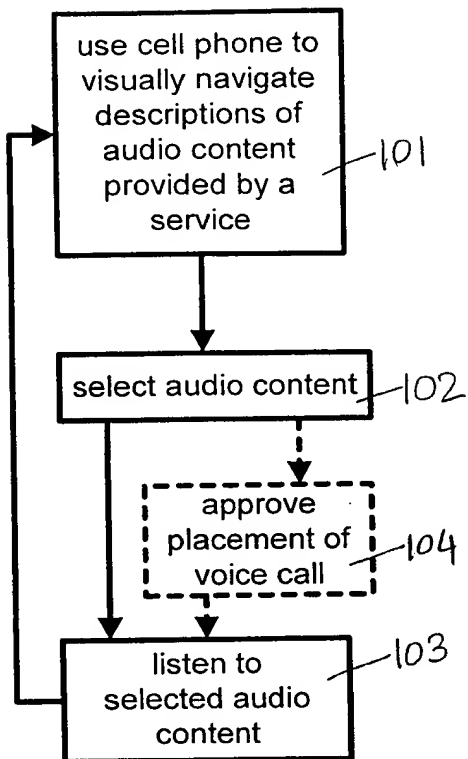 use cell phone to
visually navigate
descriptions of
audio content
provided by a
service
101
select audio content
102
approve
placement of
voice call
104
listen to
selected audio
content
103